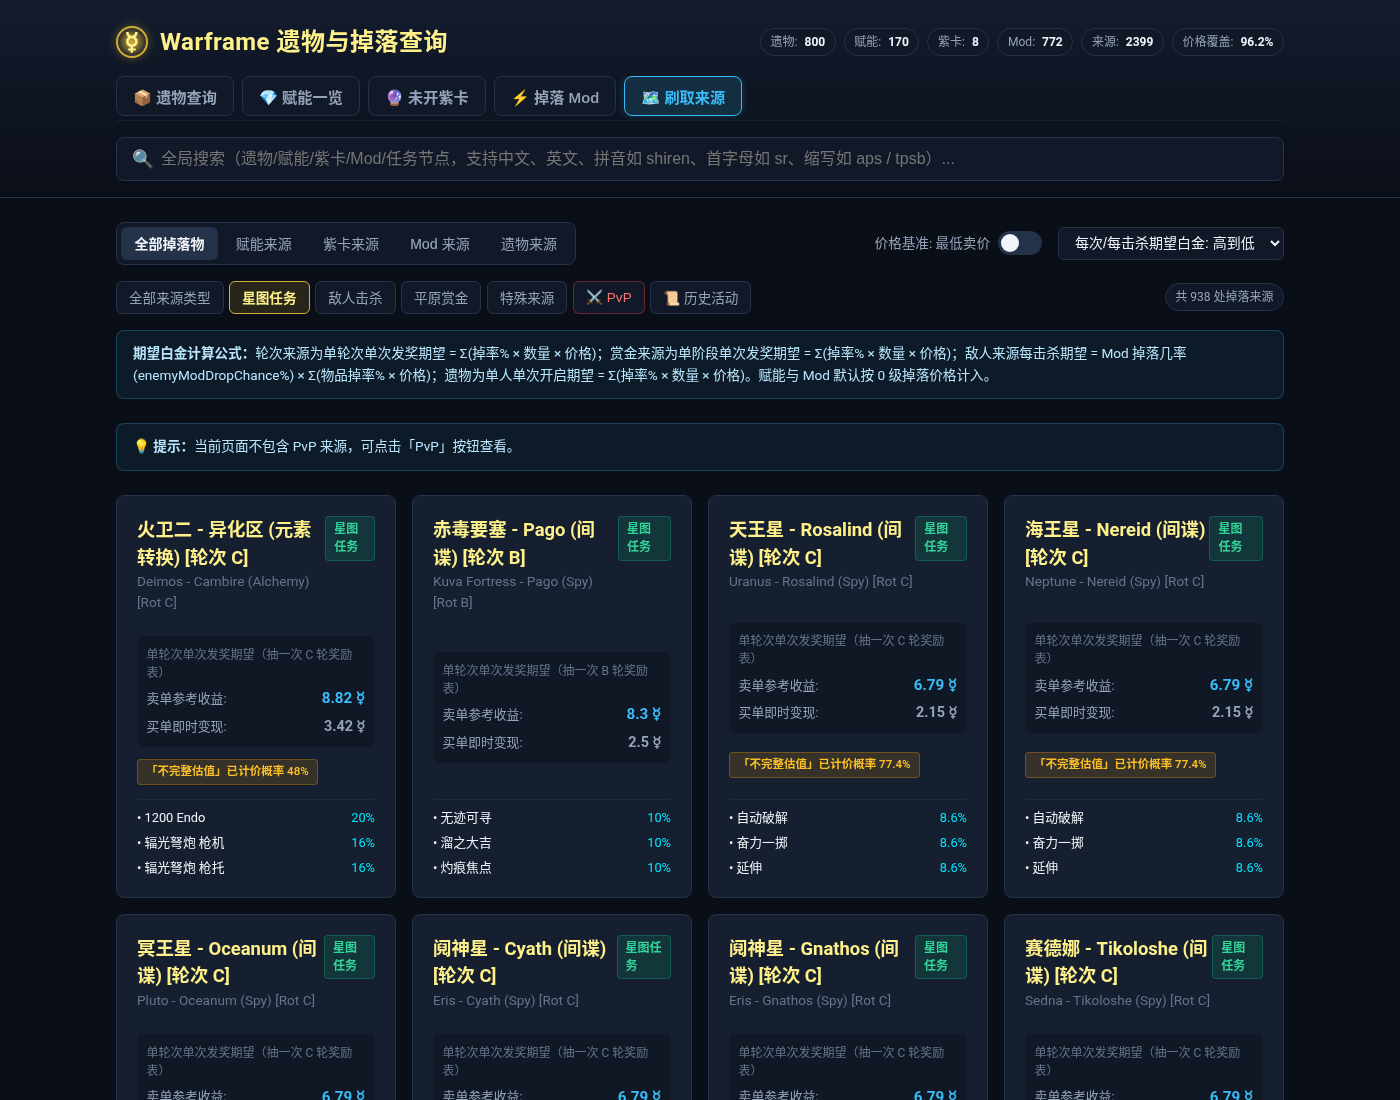 Warframe 遗物与掉落查询
遗物: 800
赋能: 170
紫卡: 8
Mod: 772
来源: 2399
价格覆盖: 96.2%
📦 遗物查询
💎 赋能一览
🔮 未开紫卡
⚡ 掉落 Mod
🗺️ 刷取来源
🔍 全局搜索（遗物/赋能/紫卡/Mod/任务节点，支持中文、英文、拼音如 shiren、首字母如 sr、缩写如 aps / tpsb）...
全部掉落物
赋能来源
紫卡来源
Mod 来源
遗物来源
价格基准: 最低卖价
每次/每击杀期望白金: 高到低
全部来源类型
星图任务
敌人击杀
平原赏金
特殊来源
⚔️ PvP
📜 历史活动
共 938 处掉落来源
期望白金计算公式：轮次来源为单轮次单次发奖期望 = Σ(掉率% × 数量 × 价格)；赏金来源为单阶段单次发奖期望 = Σ(掉率% × 数量 × 价格)；敌人来源每击杀期望 = Mod 掉落几率
(enemyModDropChance%) × Σ(物品掉率% × 价格)；遗物为单人单次开启期望 = Σ(掉率% × 数量 × 价格)。赋能与 Mod 默认按 0 级掉落价格计入。
💡 提示：当前页面不包含 PvP 来源，可点击「PvP」按钮查看。
火卫二 - 异化区 (元素
转换) [轮次 C]
星图
任务
Deimos - Cambire (Alchemy)
[Rot C]
单轮次单次发奖期望（抽一次 C 轮奖励
表）
卖单参考收益: 8.82 ☿
买单即时变现: 3.42 ☿
「不完整估值」已计价概率 48%
• 1200 Endo 20%
• 辐光弩炮 枪机 16%
• 辐光弩炮 枪托 16%
赤毒要塞 - Pago (间
谍) [轮次 B]
星图
任务
Kuva Fortress - Pago (Spy)
[Rot B]
单轮次单次发奖期望（抽一次 B 轮奖励
表）
卖单参考收益: 8.3 ☿
买单即时变现: 2.5 ☿
• 无迹可寻 10%
• 溜之大吉 10%
• 灼痕焦点 10%
天王星 - Rosalind (间
谍) [轮次 C]
星图
任务
Uranus - Rosalind (Spy) [Rot C]
单轮次单次发奖期望（抽一次 C 轮奖励
表）
卖单参考收益: 6.79 ☿
买单即时变现: 2.15 ☿
「不完整估值」已计价概率 77.4%
• 自动破解 8.6%
• 奋力一掷 8.6%
• 延伸 8.6%
海王星 - Nereid (间谍)
[轮次 C]
星图
任务
Neptune - Nereid (Spy) [Rot C]
单轮次单次发奖期望（抽一次 C 轮奖励
表）
卖单参考收益: 6.79 ☿
买单即时变现: 2.15 ☿
「不完整估值」已计价概率 77.4%
• 自动破解 8.6%
• 奋力一掷 8.6%
• 延伸 8.6%
冥王星 - Oceanum (间
谍) [轮次 C]
星图
任务
Pluto - Oceanum (Spy) [Rot C]
单轮次单次发奖期望（抽一次 C 轮奖励
表）
卖单参考收益: 6.79 ☿
阋神星 - Cyath (间谍)
[轮次 C]
星图任
务
Eris - Cyath (Spy) [Rot C]
单轮次单次发奖期望（抽一次 C 轮奖励
表）
卖单参考收益: 6.79 ☿
阋神星 - Gnathos (间
谍) [轮次 C]
星图
任务
Eris - Gnathos (Spy) [Rot C]
单轮次单次发奖期望（抽一次 C 轮奖励
表）
卖单参考收益: 6.79 ☿
赛德娜 - Tikoloshe (间
谍) [轮次 C]
星图
任务
Sedna - Tikoloshe (Spy) [Rot C]
单轮次单次发奖期望（抽一次 C 轮奖励
表）
卖单参考收益: 6.79 ☿